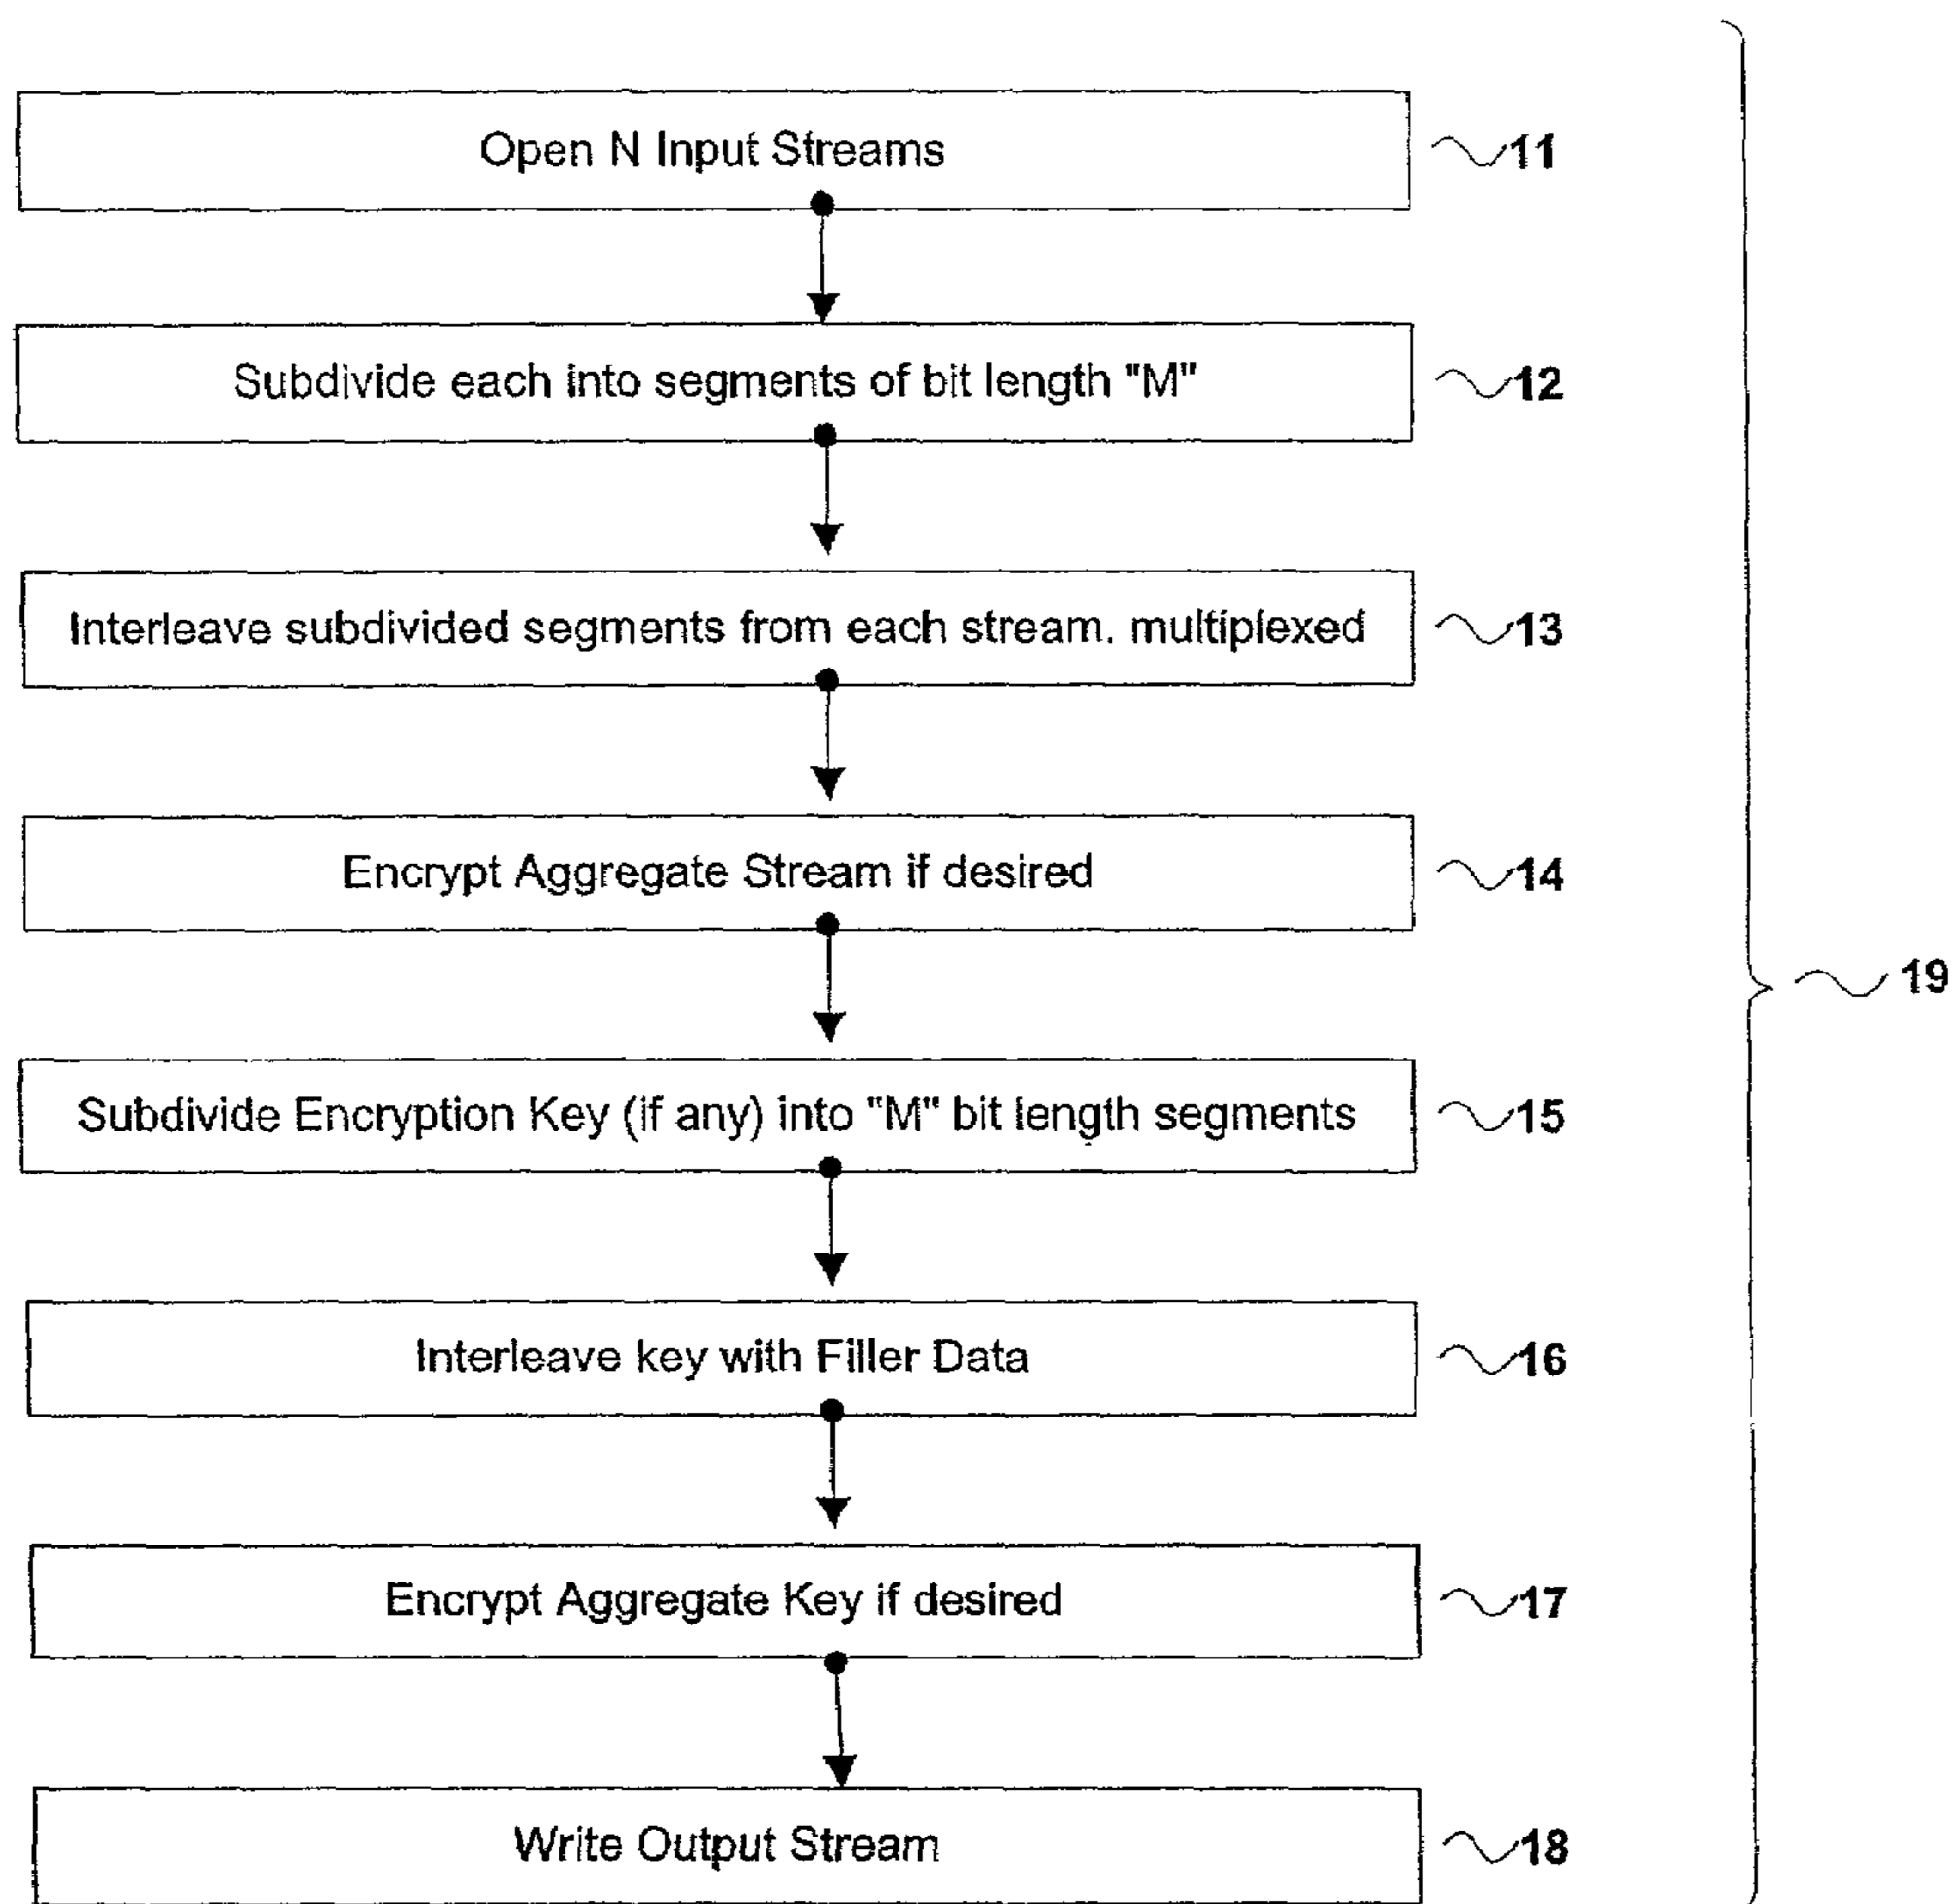 Open N Input Streams
11
Subdivide each into segments of bit length "M"
12
Interleave subdivided segments from each stream. multiplexed
13
Encrypt Aggregate Stream if desired
14
19
Subdivide Encryption Key (if any) into "M" bit length segments
15
Interleave key with Filler Data
16
Encrypt Aggregate Key if desired
17
Write Output Stream
18